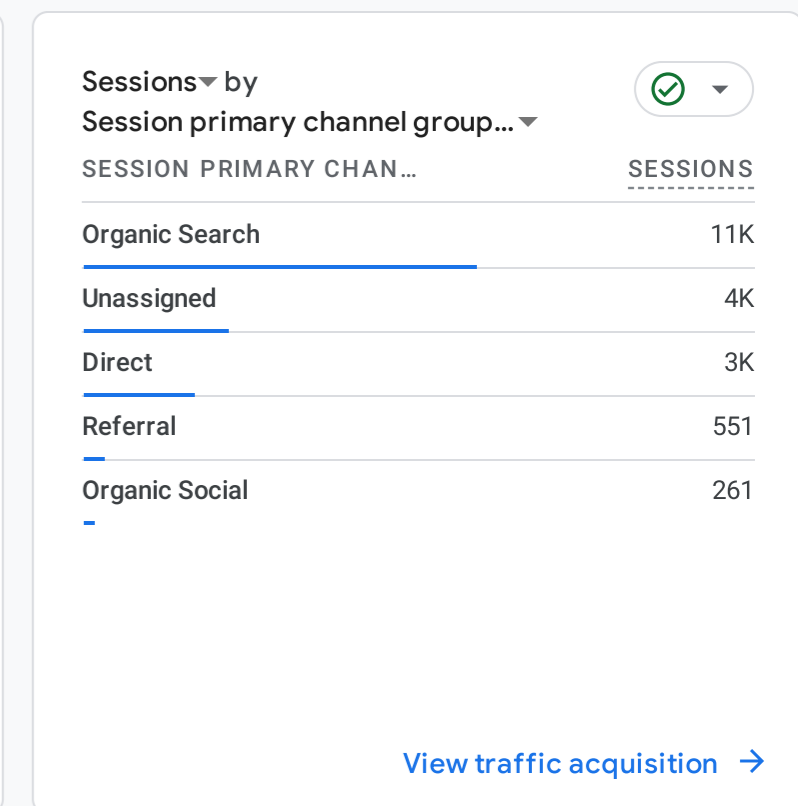 Sessions by
Session primary channel group...
SESSION PRIMARY CHAN... SESSIONS
Organic Search 11K
Unassigned 4K
Direct 3K
Referral 551
Organic Social 261
View traffic acquisition